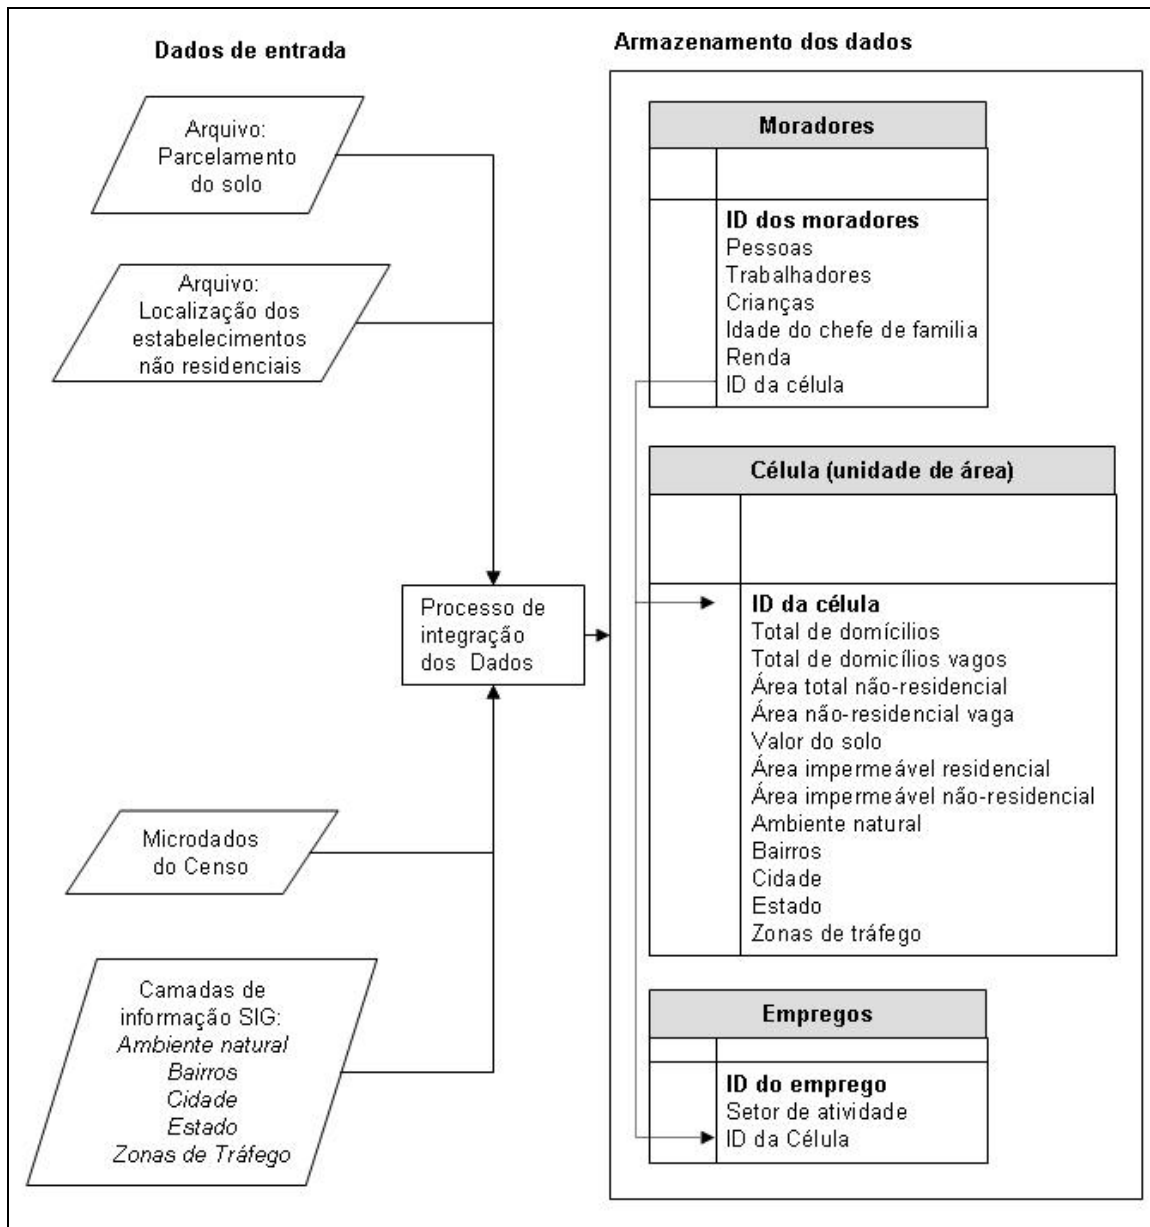 Dados de entrada
Arquivo:
Parcelamento
do solo
Arquivo:
Localização dos
estabelecimentos
não residenciais
Microdados
do Censo
Camadas de
informação SIG:
Ambiente natural
Bairros
Cidade
Estado
Zonas de Tráfego
Processo de
integração
dos Dados
Armazenamento dos dados
Moradores
ID dos moradores
Pessoas
Trabalhadores
Crianças
Idade do chefe de familia
Renda
ID da célula
Célula (unidade de área)
ID da célula
Total de domícilios
Total de domicílios vagos
Área total não-residencial
Área não-residencial vaga
Valor do solo
Área impermeável residencial
Área impermeável não-residencial
Ambiente natural
Bairros
Cidade
Estado
Zonas de tráfego
Empregos
ID do emprego
Setor de atividade
ID da Célula